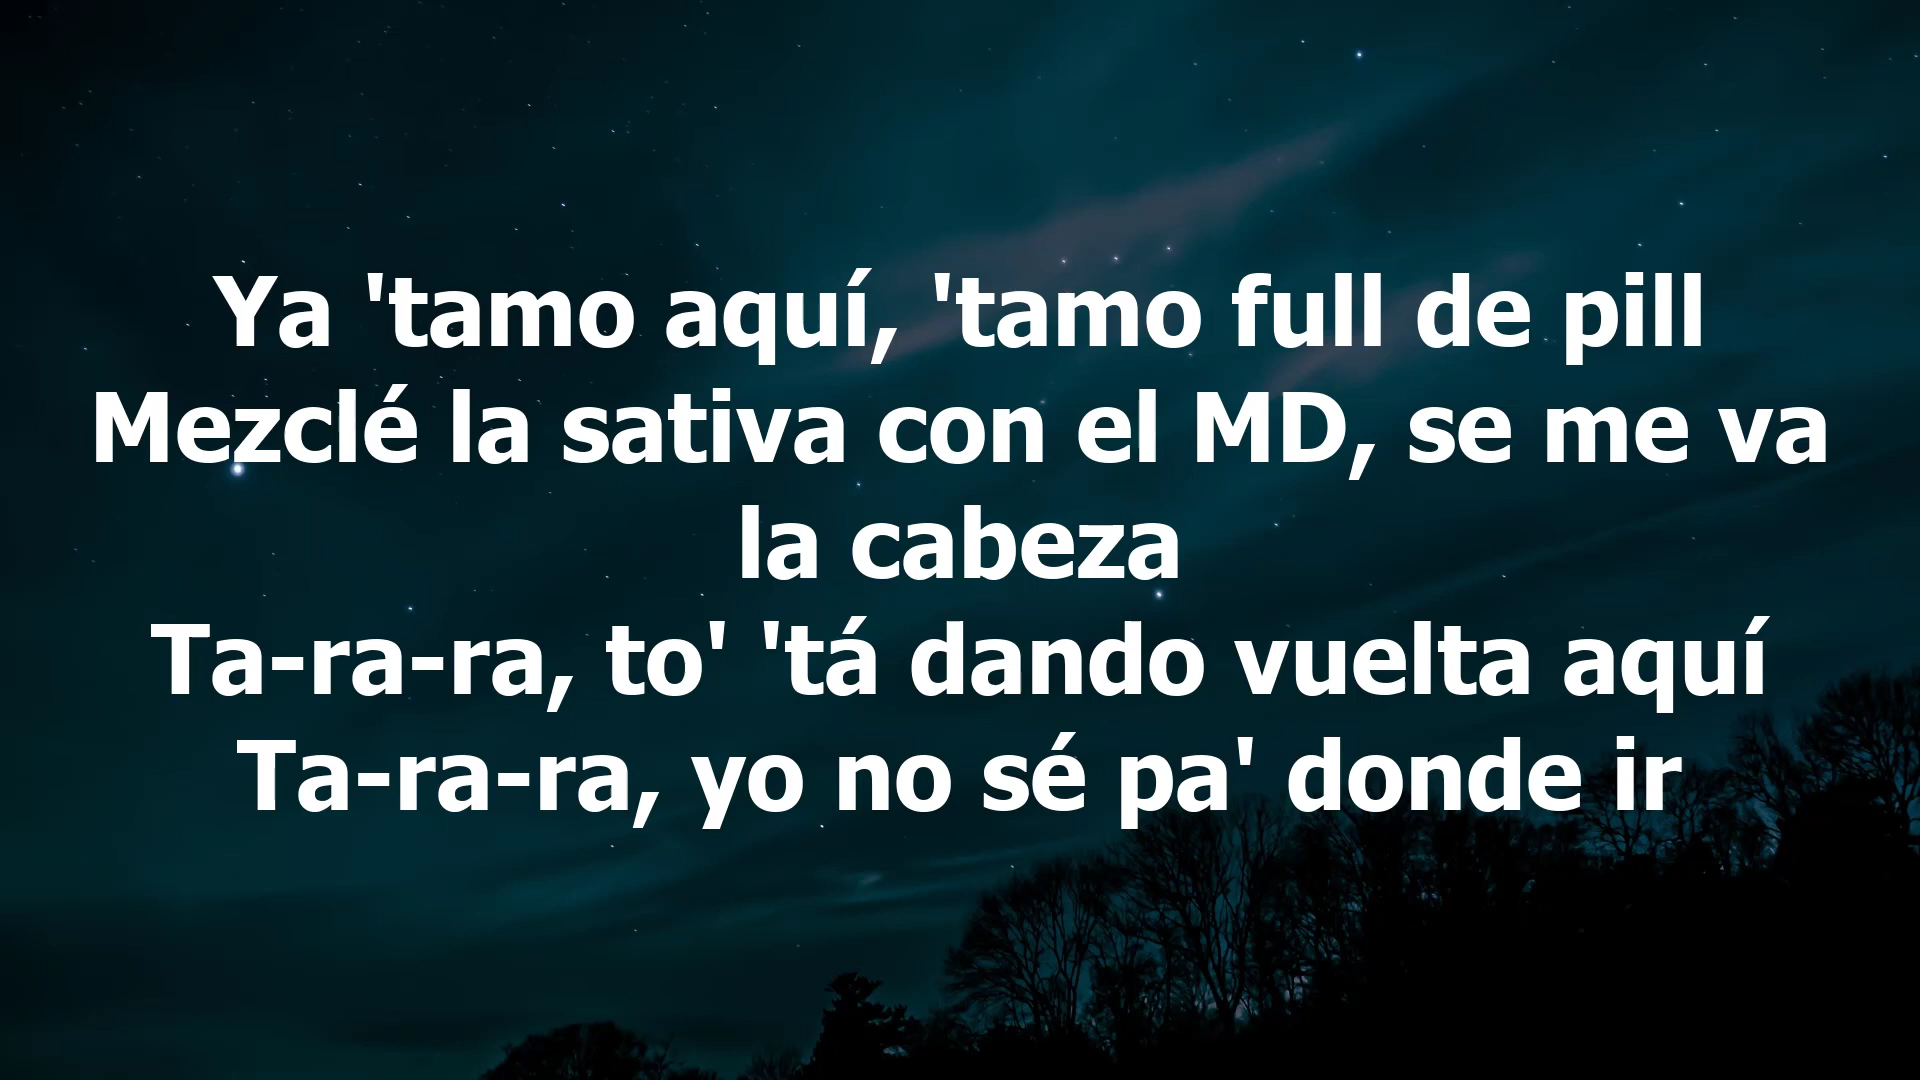 Ya 'tamo aquí, 'tamo full de pill
Mezclé la sativa con el MD, se me va
la cabeza
Ta-ra-ra, to' 'tá dando vuelta aquí
Ta-ra-ra, yo no sé pa' donde ir